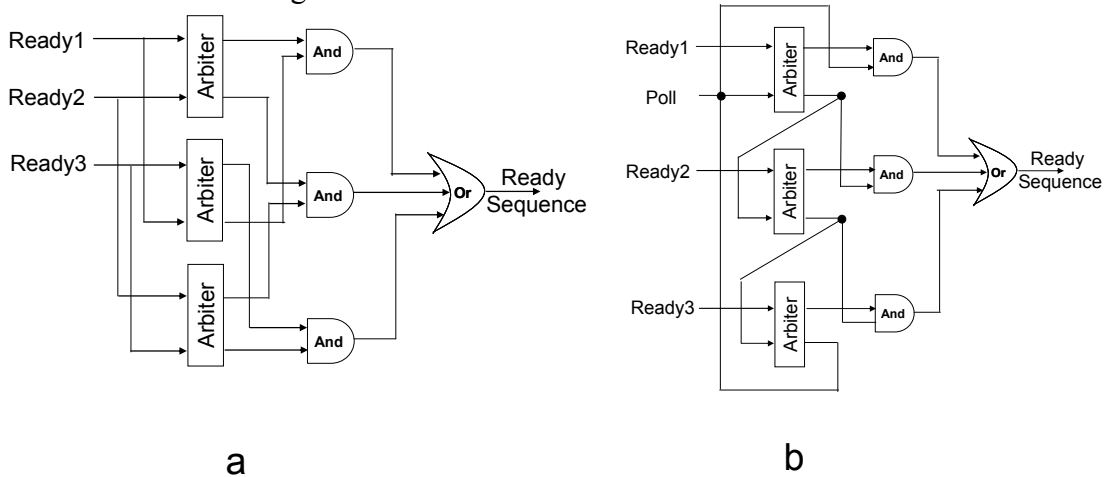 Ready1
Ready2
Ready3
Arbiter
Arbiter
Arbiter
And
And
And
Or
Ready
Sequence
a
Ready1
Poll
Ready2
Ready3
Arbiter
Arbiter
Arbiter
And
And
And
Or
Ready
Sequence
b